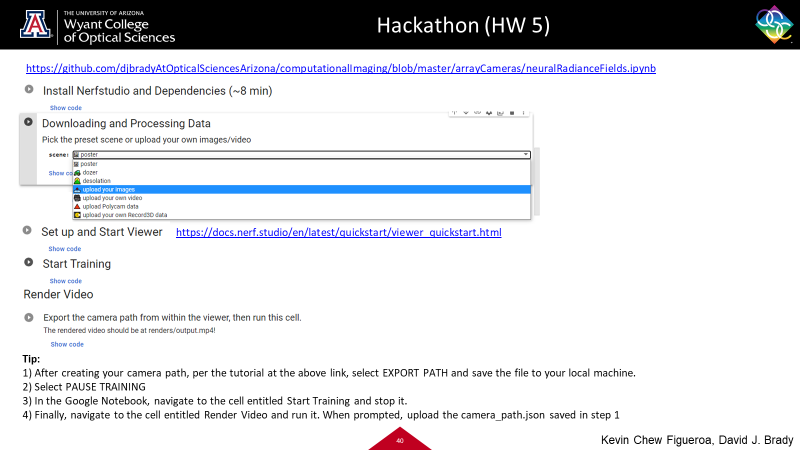 THE UNIVERSITY OF ARIZONA
Wyant College
of Optical Sciences
Hackathon (HW 5)
https://github.com/djbradyAtOpticalSciencesArizona/computationalImaging/blob/master/arrayCameras/neuralRadianceFields.ipynb
Install Nerfstudio and Dependencies (~8 min)
Show code
Downloading and Processing Data
Pick the preset scene or upload your own images/video
scene: poster
poster
Show co
dozer
desolation
upload your images
upload your own video
upload Polycam data
upload your own Record3D data
Set up and Start Viewer https://docs.nerf.studio/en/latest/quickstart/viewer_quickstart.html
Show code
Start Training
Show code
Render Video
Export the camera path from within the viewer, then run this cell.
The rendered video should be at renders/output.mp4!
Show code
Tip:
1) After creating your camera path, per the tutorial at the above link, select EXPORT PATH and save the file to your local machine.
2) Select PAUSE TRAINING
3) In the Google Notebook, navigate to the cell entitled Start Training and stop it.
4) Finally, navigate to the cell entitled Render Video and run it. When prompted, upload the camera_path.json saved in step 1
40
Kevin Chew Figueroa, David J. Brady